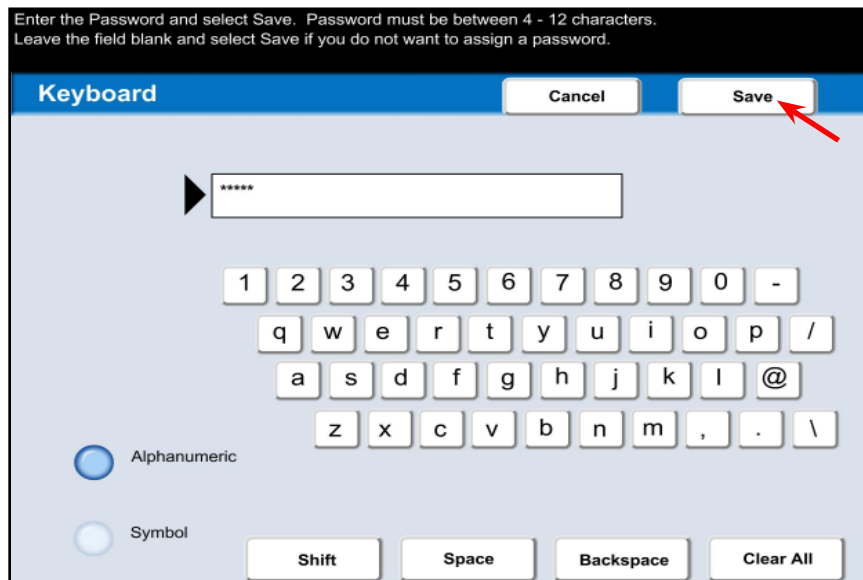 Enter the Password and select Save. Password must be between 4 - 12 characters.
Leave the field blank and select Save if you do not want to assign a password.
Keyboard Cancel Save
*****
1 2 3 4 5 6 7 8 9 0 -
q w e r t y u i o p /
a s d f g h j k l @
z x c v b n m , . \
Alphanumeric
Symbol
Shift Space Backspace Clear All